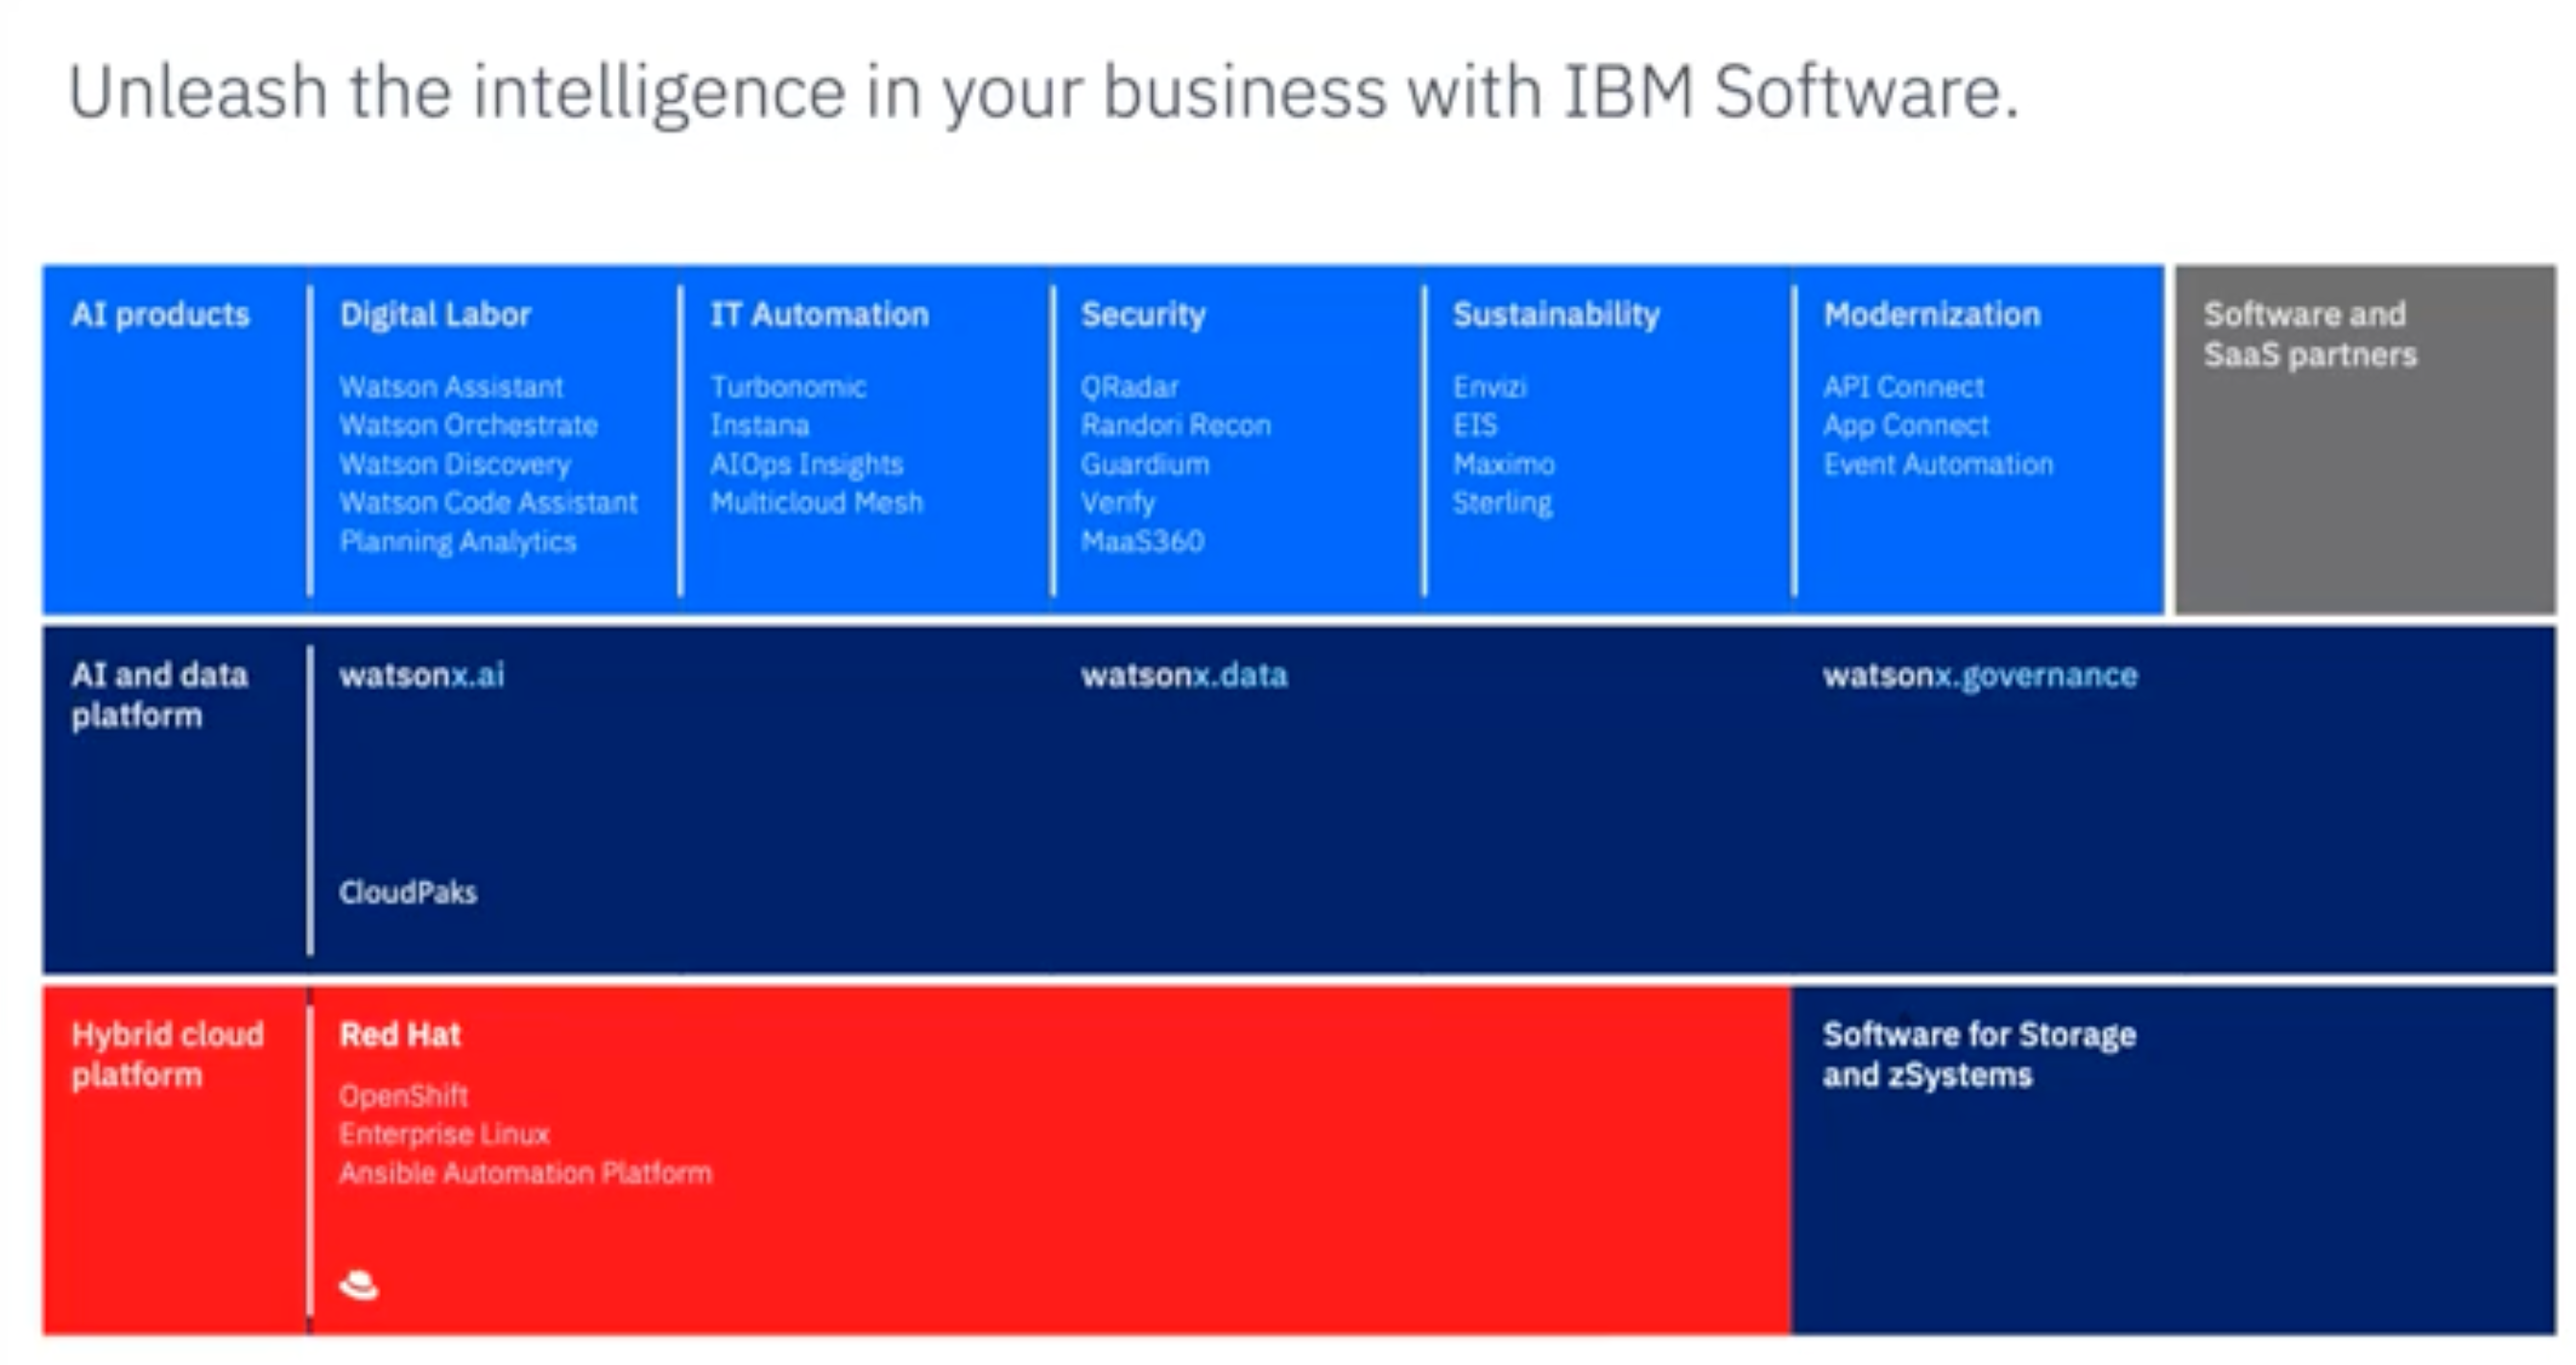 Unleash the intelligence in your business with IBM Software.
AI products
Digital Labor
Watson Assistant
Watson Orchestrate
Watson Discovery
Watson Code Assistant
Planning Analytics
IT Automation
Turbonomic
Instana
AIOps Insights
Multicloud Mesh
Security
QRadar
Randori Recon
Guardium
Verify
MaaS360
Sustainability
Envizi
EIS
Maximo
Sterling
Modernization
API Connect
App Connect
Event Automation
Software and
SaaS partners
AI and data
platform
watsonx.ai
watsonx.data
watsonx.governance
CloudPaks
Hybrid cloud
platform
Red Hat
OpenShift
Enterprise Linux
Ansible Automation Platform
Software for Storage
and zSystems